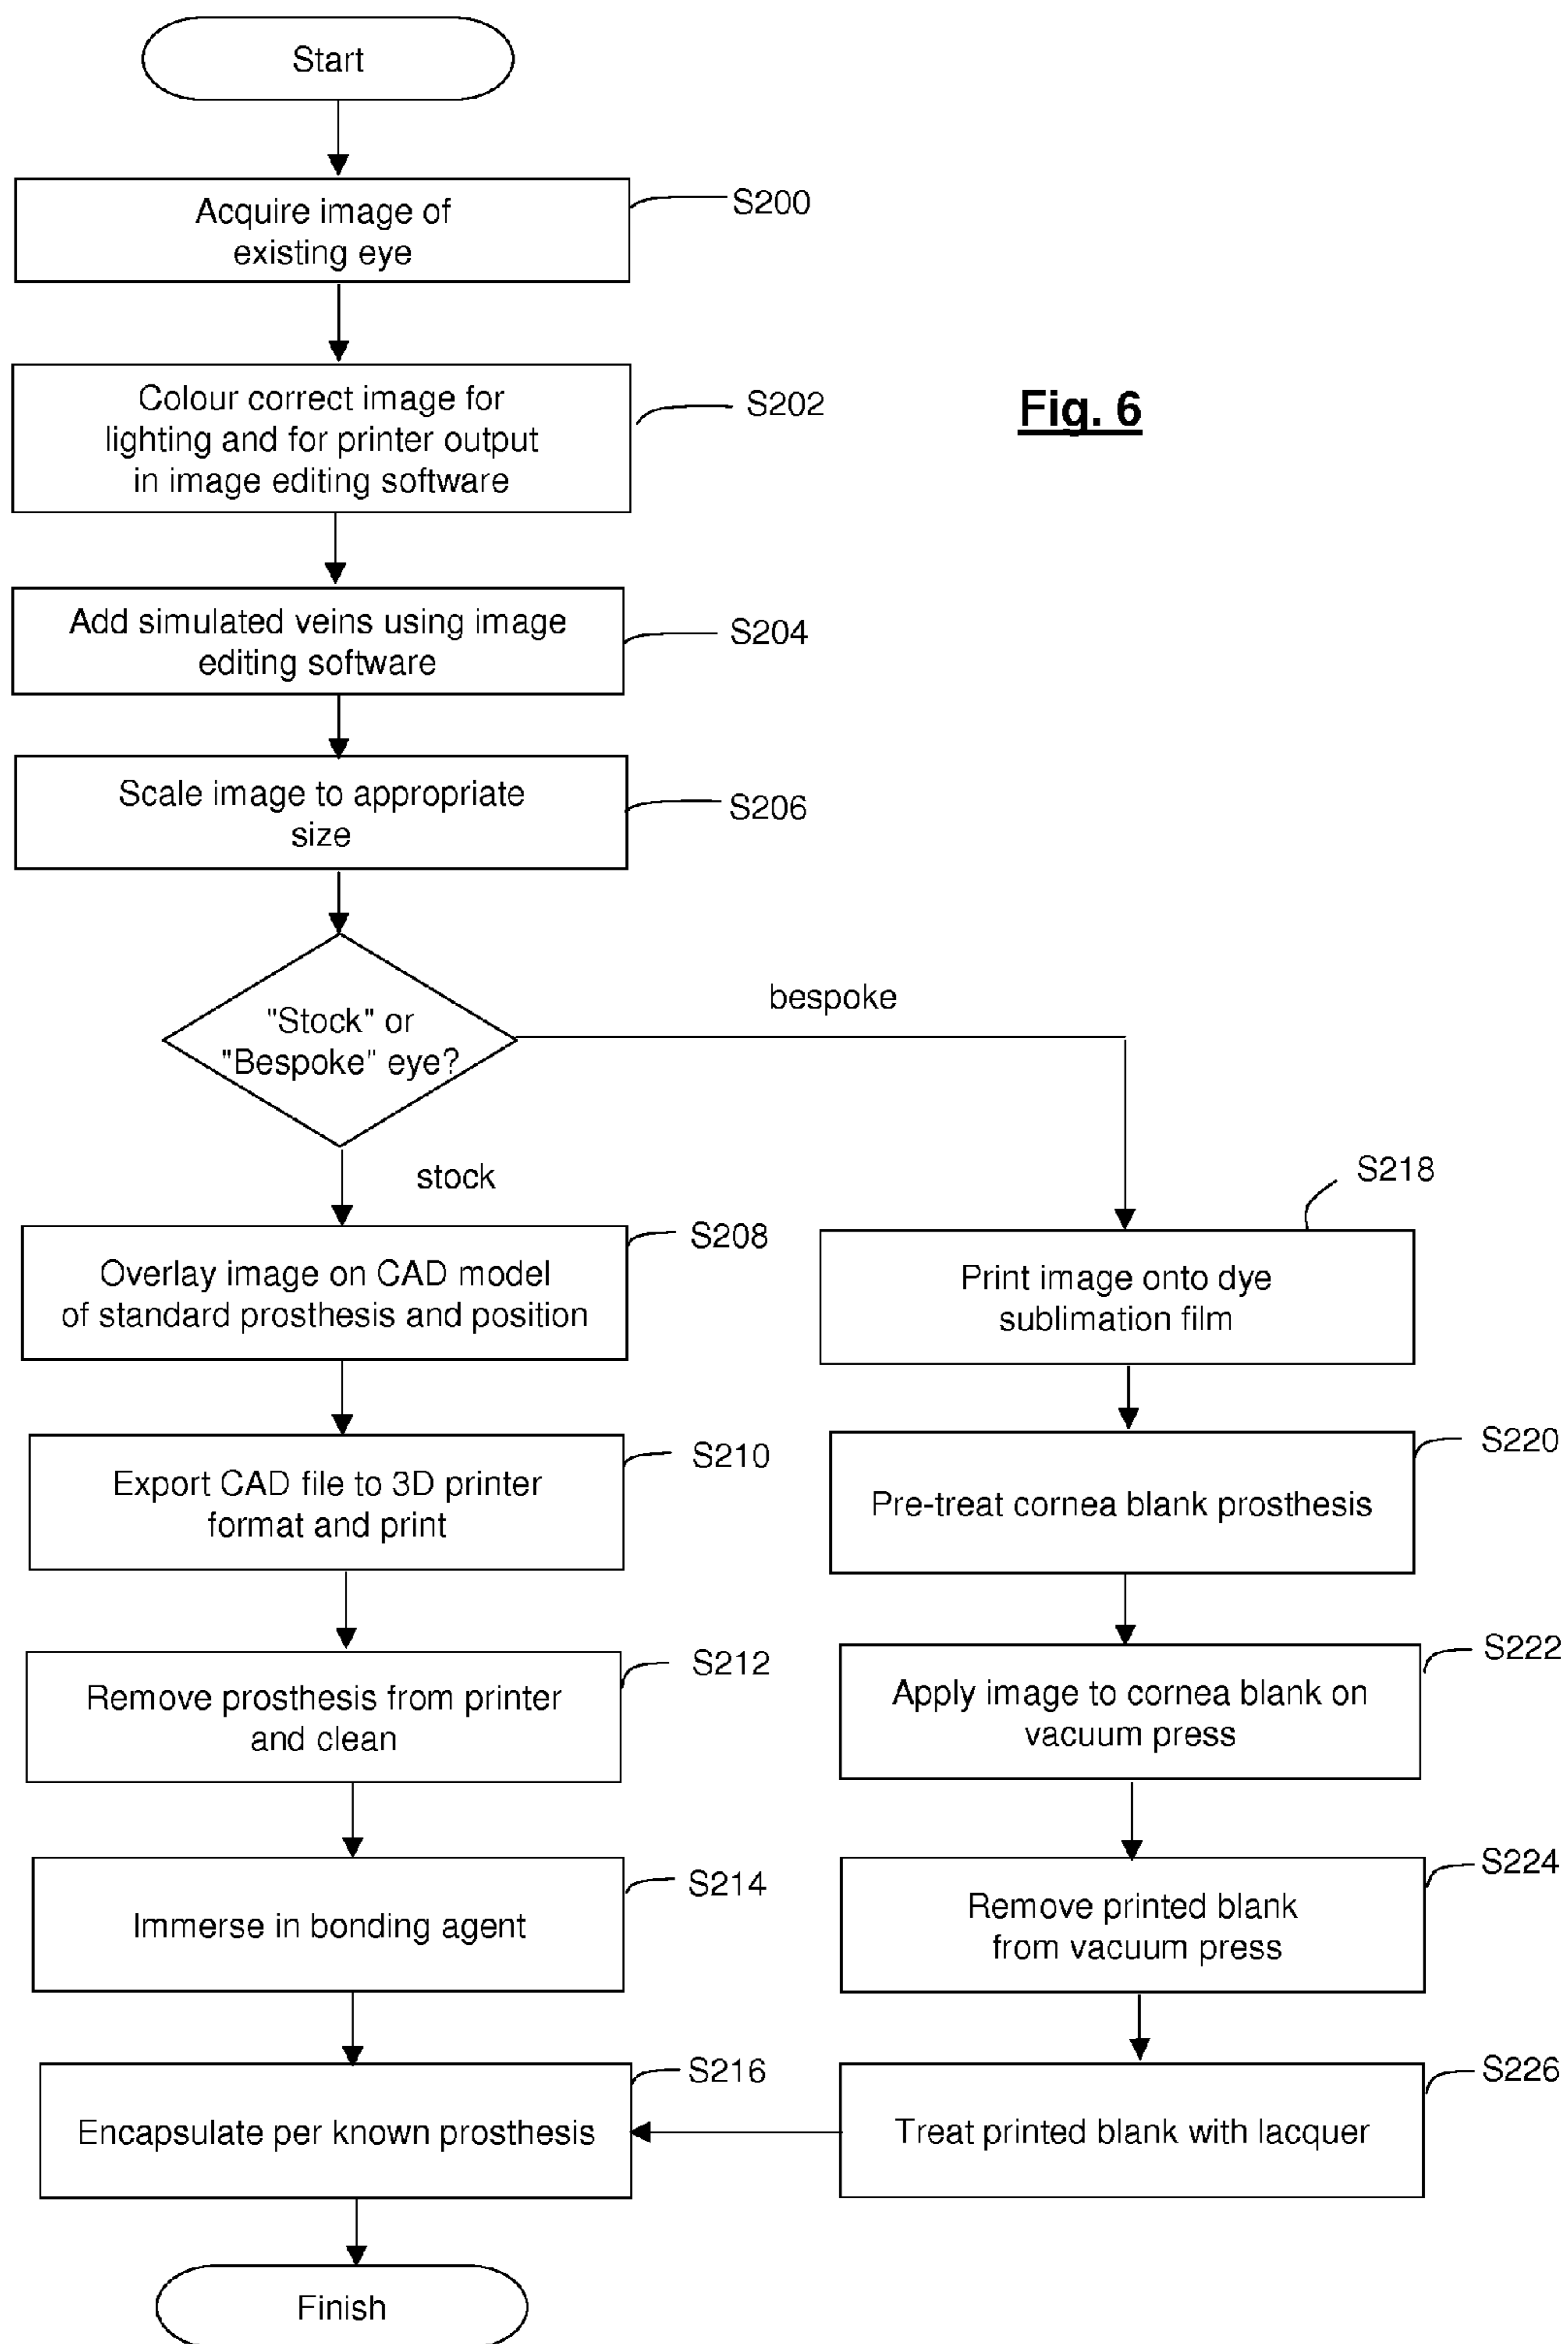 Start
Acquire image of
existing eye
S200
Colour correct image for
lighting and for printer output
in image editing software
S202
Fig. 6
Add simulated veins using image
editing software
S204
Scale image to appropriate
size
S206
"Stock" or
"Bespoke" eye?
bespoke
stock
S208
Overlay image on CAD model
of standard prosthesis and position
S210
Export CAD file to 3D printer
format and print
S212
Remove prosthesis from printer
and clean
S214
Immerse in bonding agent
S216
Encapsulate per known prosthesis
Finish
S218
Print image onto dye
sublimation film
S220
Pre-treat cornea blank prosthesis
S222
Apply image to cornea blank on
vacuum press
S224
Remove printed blank
from vacuum press
S226
Treat printed blank with lacquer